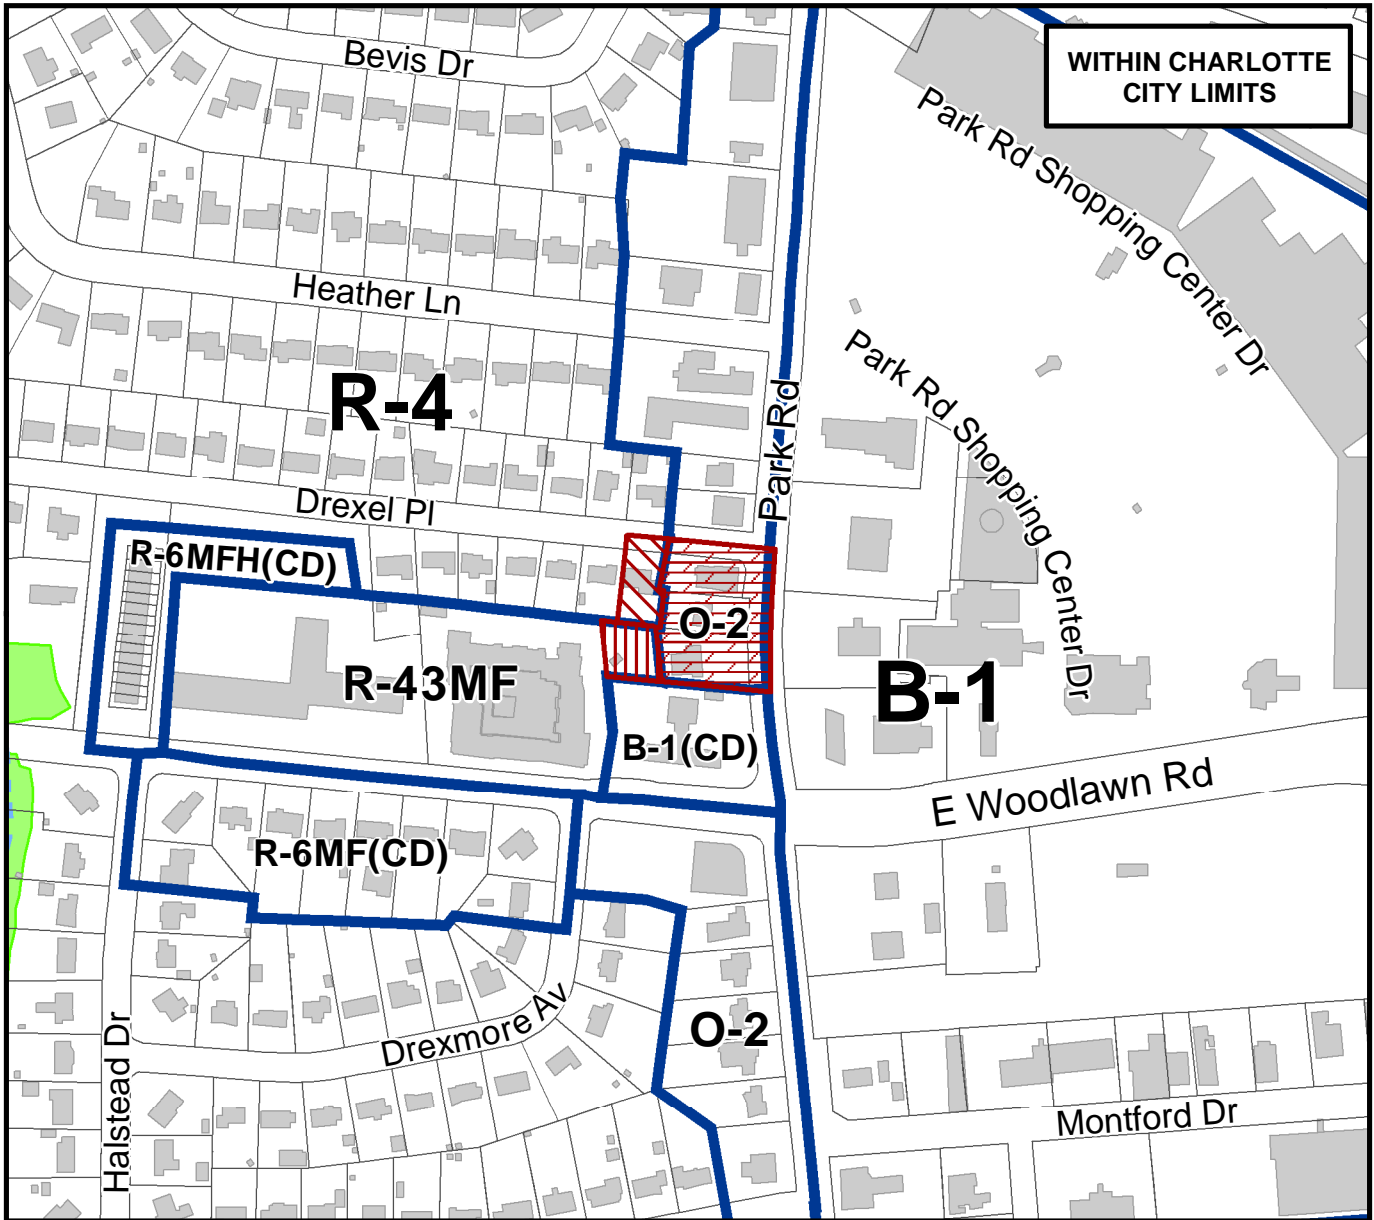 WITHIN CHARLOTTE
CITY LIMITS
Bevis Dr
Park Rd Shopping Center Dr
Heather Ln
Park Rd Shopping Center Dr
R-4
Park Rd
Drexel Pl
R-6MFH(CD)
O-2
R-43MF
B-1
B-1(CD)
E Woodlawn Rd
R-6MF(CD)
Drexmore Av
O-2
Halstead Dr
Montford Dr